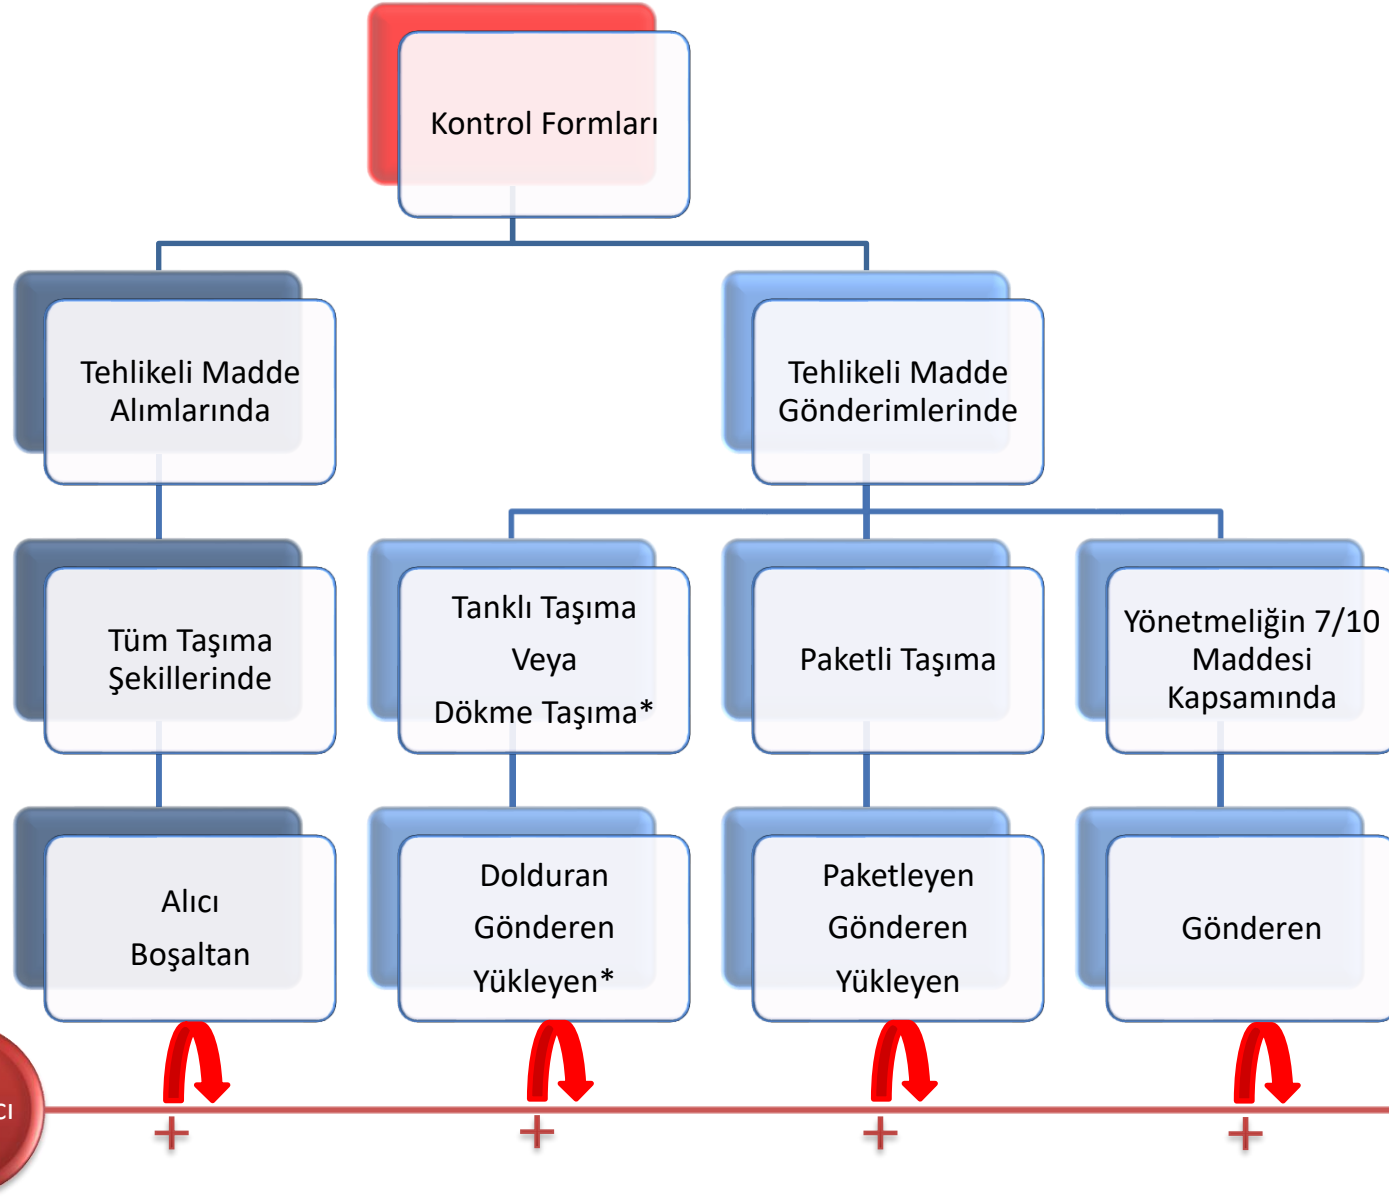 Kontrol Formları
Tehlikeli Madde
Alımlarında
Tehlikeli Madde
Gönderimlerinde
Tüm Taşıma
Şekillerinde
Tanklı Taşıma
Veya
Dökme Taşıma*
Paketli Taşıma
Yönetmeliğin 7/10
Maddesi
Kapsamında
Alıcı
Boşaltan
Dolduran
Gönderen
Yükleyen*
Paketleyen
Gönderen
Yükleyen
Gönderen
+
+
+
+